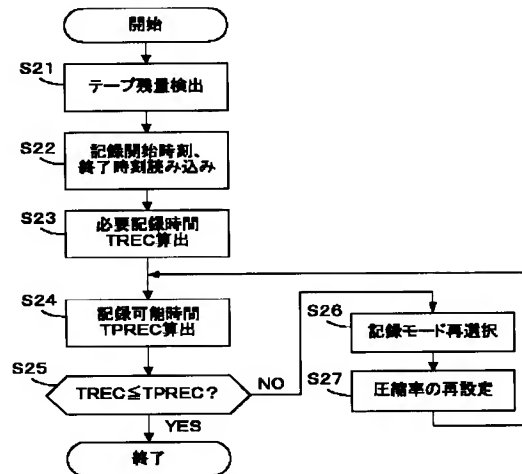 開始
S21
テープ残量検出
S22
記録開始時刻、
終了時刻読み込み
S23
必要記録時間
TREC算出
S24
記録可能時間
TPREC算出
S25
TREC≦TPREC?
NO
YES
終了
S26
記録モード再選択
S27
圧縮率の再設定